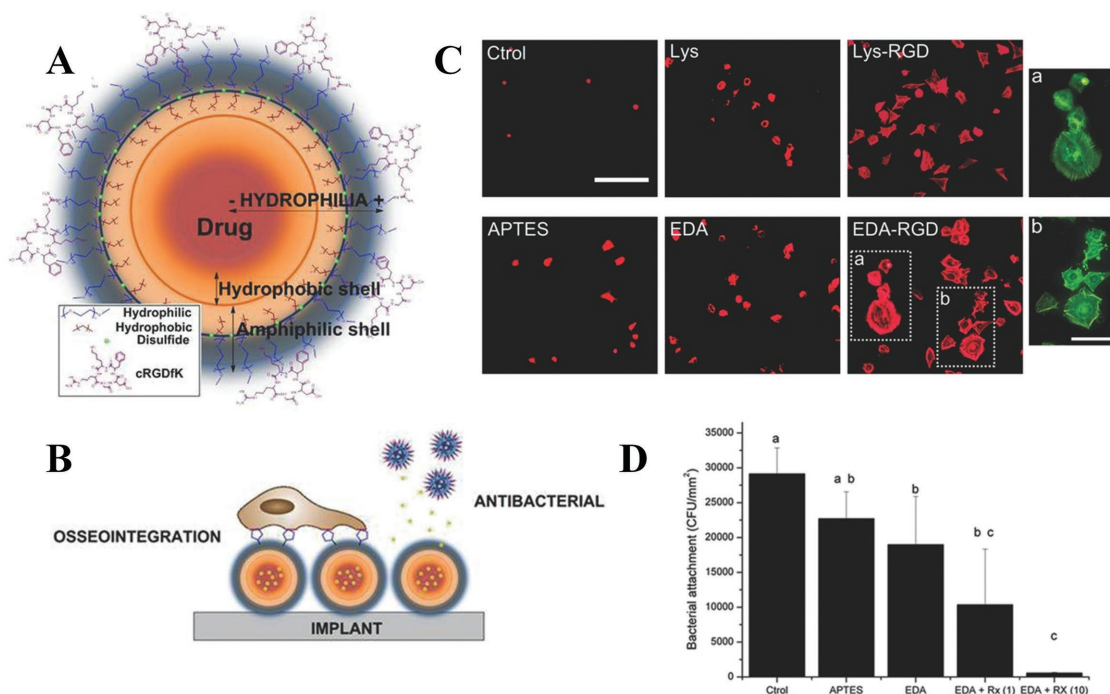 A
- HYDROPHILIA +
Drug
Hydrophobic shell
Amphiphilic shell
Hydrophilic
Hydrophobic
Disulfide
cRGDfK
B
OSSEOINTEGRATION
ANTIBACTERIAL
IMPLANT
C
Ctrol
Lys
Lys-RGD
a
APTES
EDA
EDA-RGD
a
b
b
D
Bacterial attachment (CFU/mm²)
35000
30000
25000
20000
15000
10000
5000
0
a
a b
b
b c
c
Ctrol
APTES
EDA
EDA + Rx (1)
EDA + RX (10)